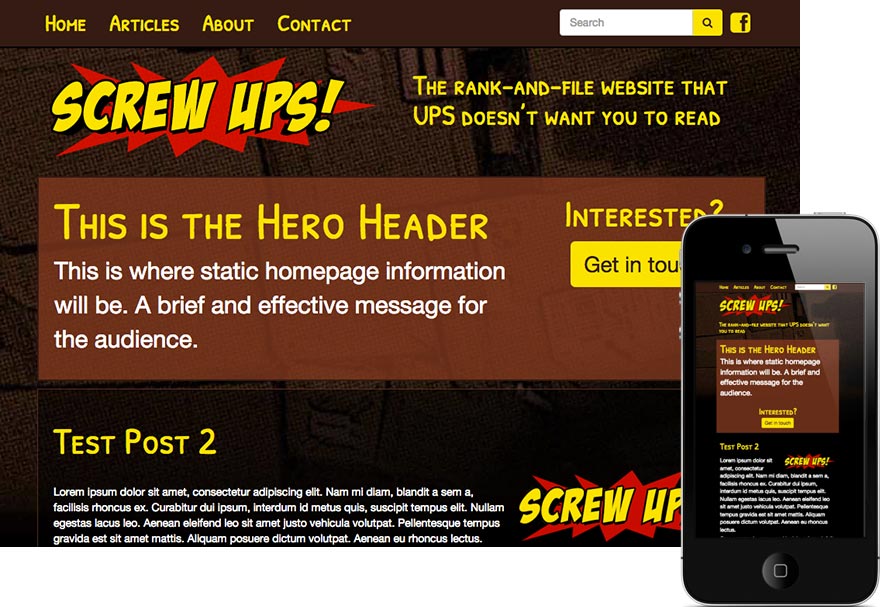 Home Articles About Contact Search
SCREW UPS!
The rank-and-file website that
UPS doesn't want you to read
This is the Hero Header
This is where static homepage information
will be. A brief and effective message for
the audience.
Interested?
Get in touc
Test Post 2
Lorem ipsum dolor sit amet, consectetur adipiscing elit. Nam mi diam, blandit a sem a,
facilisis rhoncus ex. Curabitur dui ipsum, interdum id metus quis, suscipit tempus elit. Nullam
egestas lacus leo. Aenean eleifend leo sit amet justo vehicula volutpat. Pellentesque tempus
gravida est sit amet mattis. Aliquam posuere dictum volutpat. Aenean eu rhoncus lectus.
SCREW UP
Home Articles About Contact
SCREW UPS!
The rank-and-file website that UPS doesn't want
you to read
This is the Hero Header
This is where static homepage
information will be. A brief and
effective message for the
audience.
Interested?
Get in touch
Test Post 2
Lorem ipsum dolor sit
amet, consectetur
adipiscing elit. Nam mi
diam, blandit a sem a,
facilisis rhoncus ex. Curabitur dui ipsum,
interdum id metus quis, suscipit tempus
elit. Nullam egestas lacus leo. Aenean
eleifend leo sit amet justo vehicula
volutpat. Pellentesque tempus gravida
est sit amet mattis. Aliquam
posuere dictum volutpat. Aenean eu
SCREW UPS!